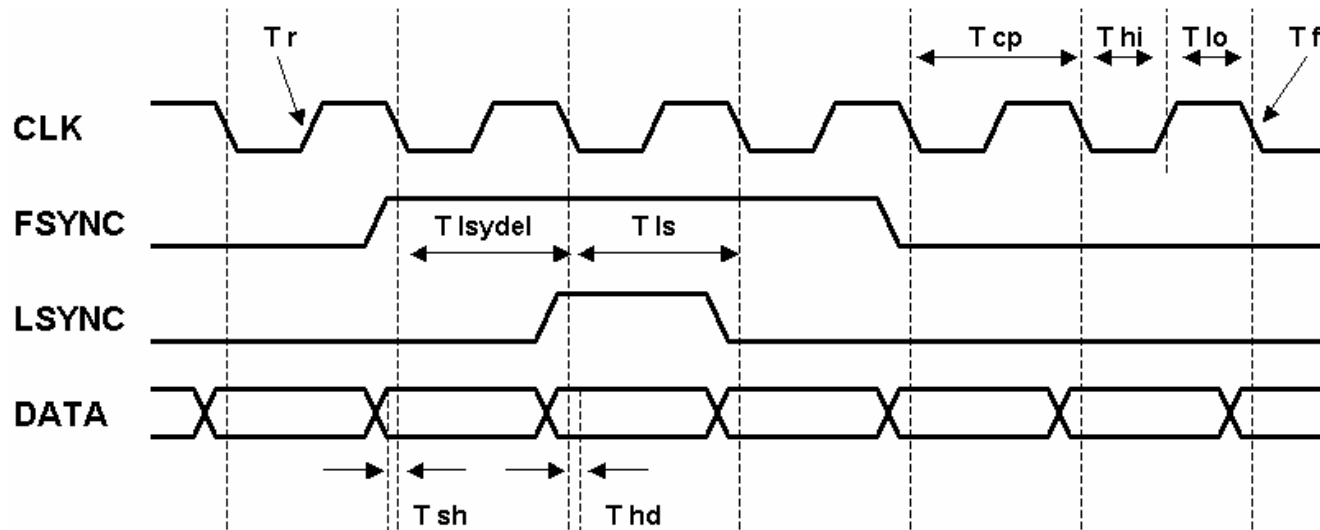 T r
T cp
T hi
T lo
T f
CLK
FSYNC
T lsydel
T ls
LSYNC
DATA
T sh
T hd